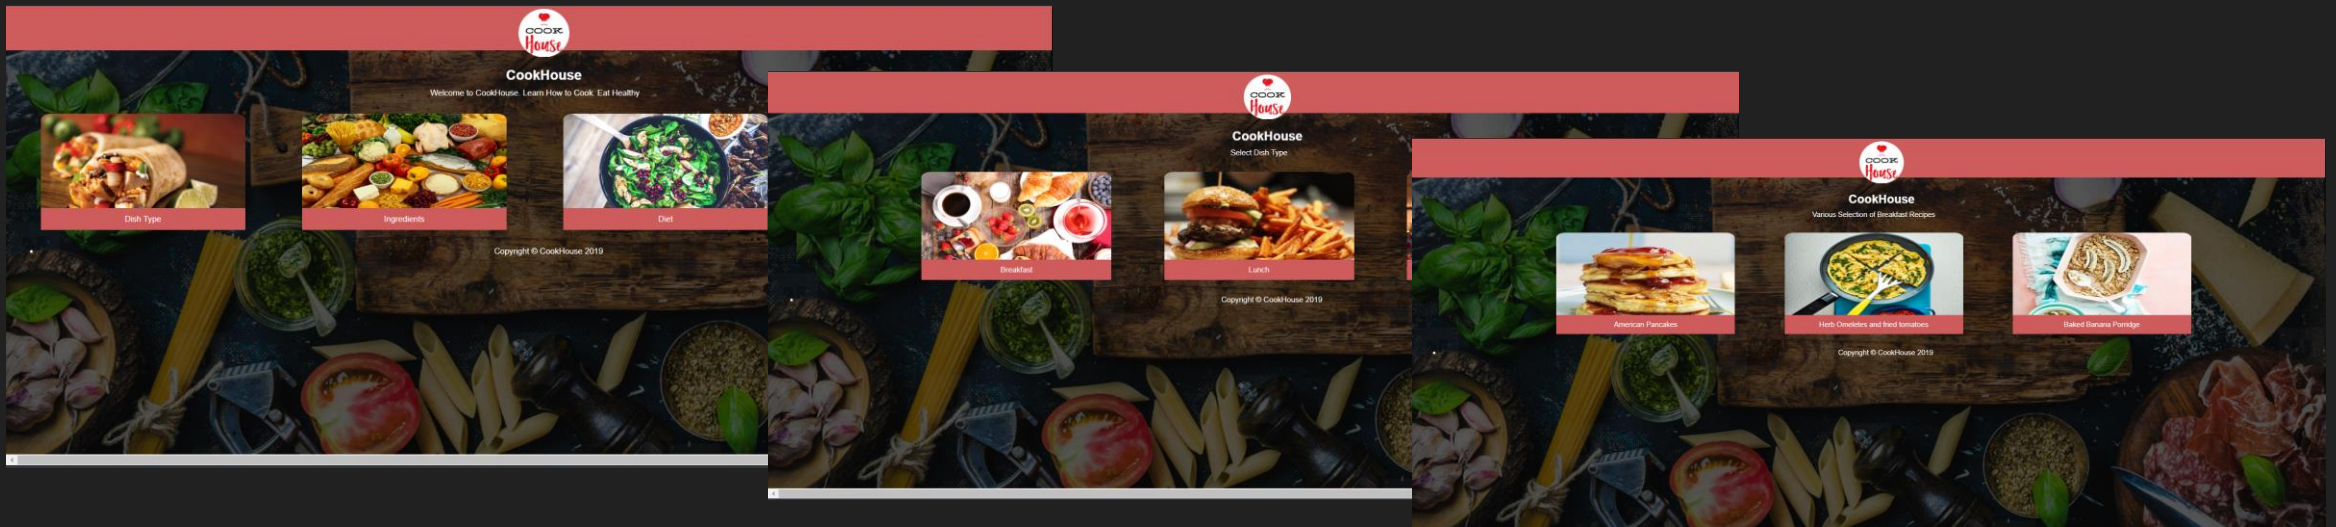 COOK
House
CookHouse
Welcome to CookHouse. Learn How to Cook. Eat Healthy
Dish Type
Ingredients
Diet
Copyright © CookHouse 2019
COOK
House
CookHouse
Select Dish Type
Breakfast
Lunch
Copyright © CookHouse 2019
COOK
House
CookHouse
Various Selection of Breakfast Recipes
American Pancakes
Herb Omeletes and fried tomatoes
Baked Banana Porridge
Copyright © CookHouse 2019